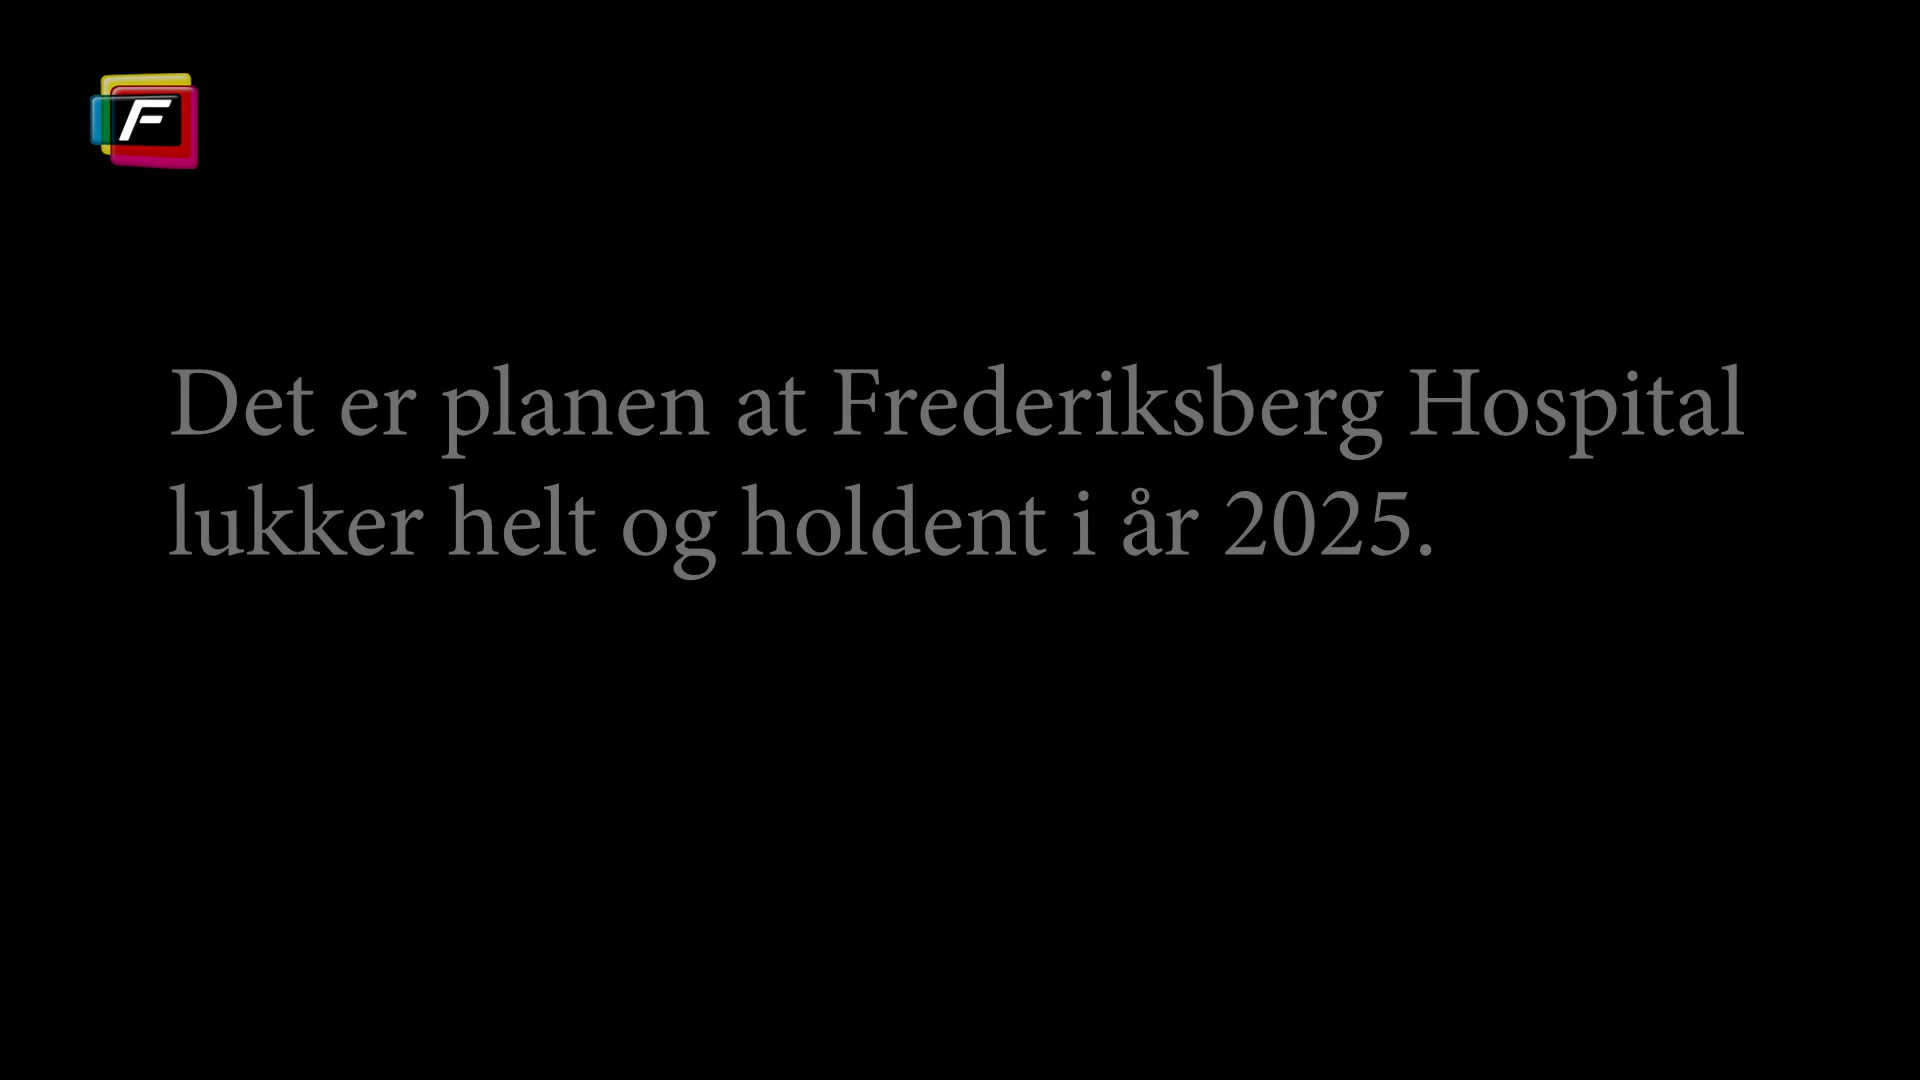 F
Det er planen at Frederiksberg Hospital
lukker helt og holdent i år 2025.